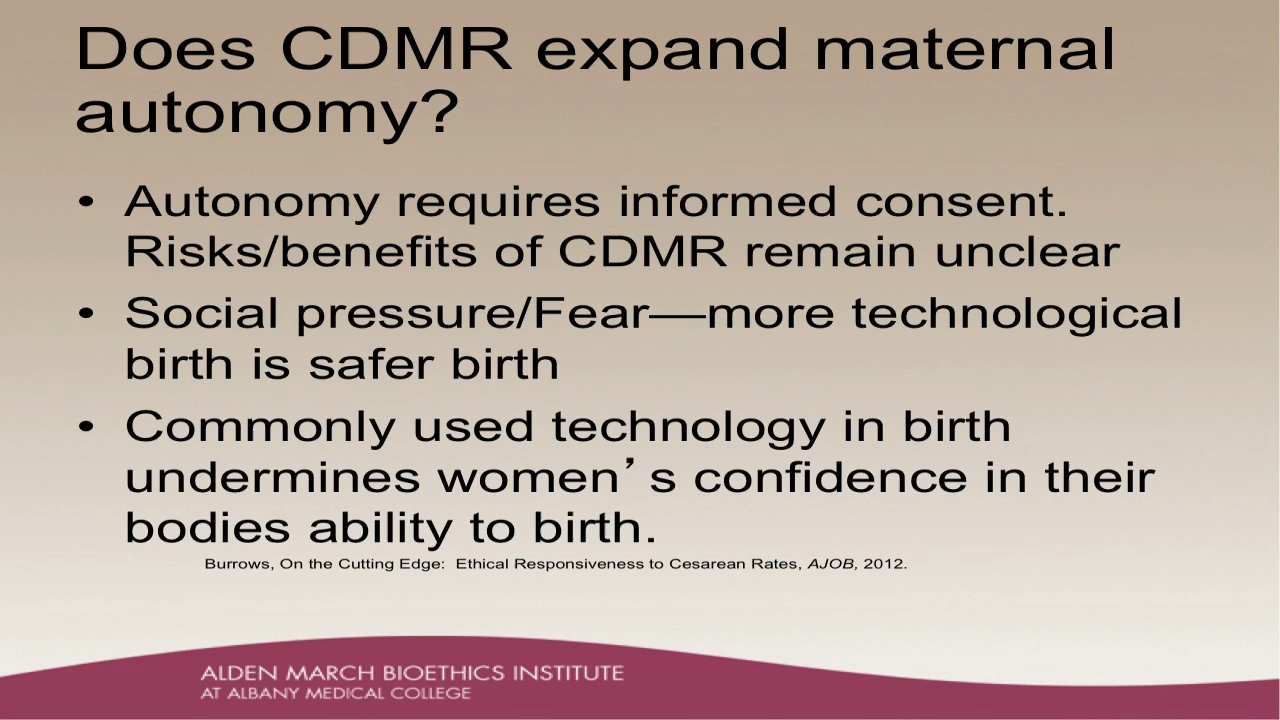 Does CDMR expand maternal
autonomy?
• Autonomy requires informed consent.
Risks/benefits of CDMR remain unclear
• Social pressure/Fear—more technological
birth is safer birth
• Commonly used technology in birth
undermines women’s confidence in their
bodies ability to birth.
Burrows, On the Cutting Edge:  Ethical Responsiveness to Cesarean Rates, AJOB, 2012.
ALDEN MARCH BIOETHICS INSTITUTE
AT ALBANY MEDICAL COLLEGE